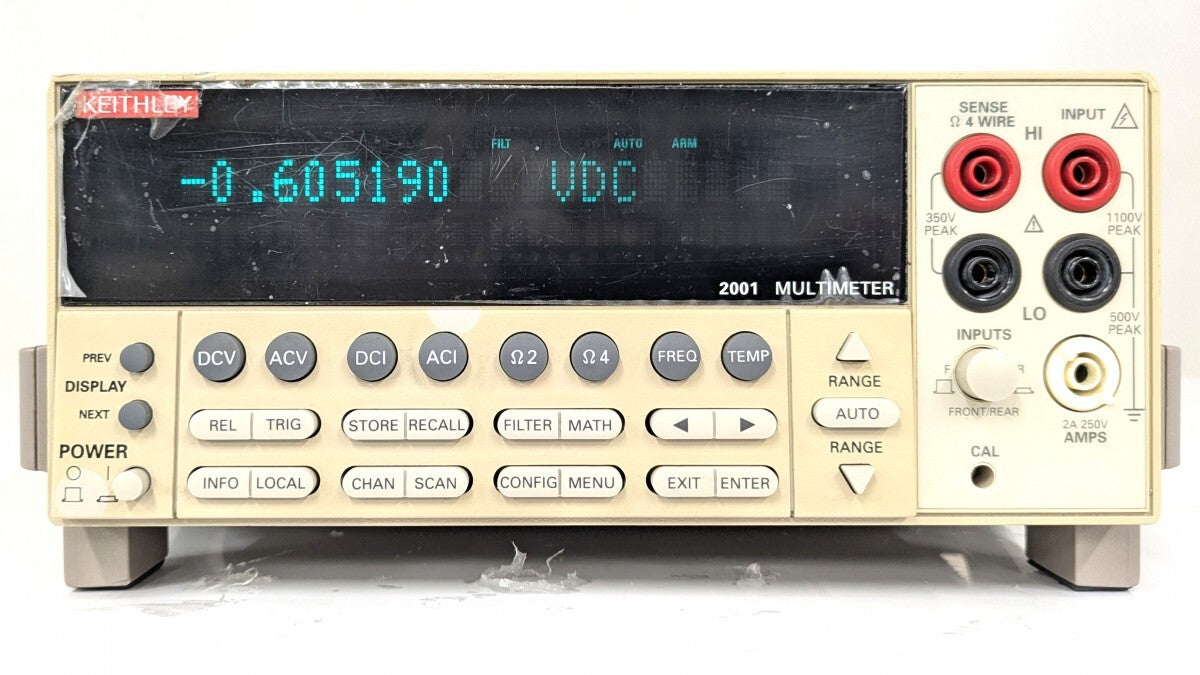 KEITHLEY
FILT AUTO ARM
-0.605190 VDC
2001 MULTIMETER
PREV
DISPLAY
NEXT
POWER
DCV ACV DCI ACI Ω2 Ω4 FREQ TEMP
REL TRIG STORE RECALL FILTER MATH
INFO LOCAL CHAN SCAN CONFIG MENU EXIT ENTER
RANGE
AUTO
RANGE
SENSE
Ω 4 WIRE
HI
INPUT
350V
PEAK
1100V
PEAK
LO
500V
PEAK
INPUTS
F R
FRONT/REAR
2A 250V
AMPS
CAL